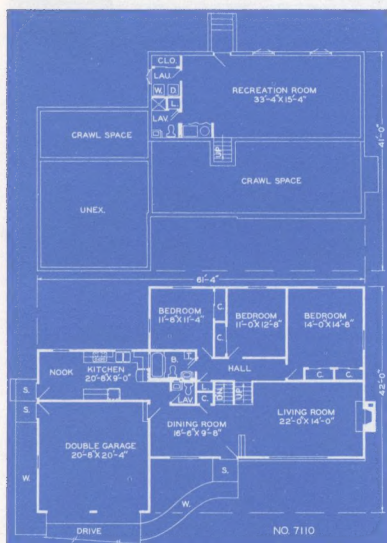 CLO.
LAU.
W. D.
L.
LAV.
RECREATION ROOM
33'-4"X15'-4"
CRAWL SPACE
UP
CRAWL SPACE
UNEX.
41'-0"
61'-4"
BEDROOM
11'-8"X11'-4"
C.
C.
BEDROOM
11'-0"X12'-8"
BEDROOM
14'-0"X14'-8"
NOOK
KITCHEN
20'-8"X9'-0"
B.
HALL
C. C.
S.
S.
LAV.
L.
C.
UP
DINING ROOM
16'-8"X9'-8"
LIVING ROOM
22'-0"X14'-0"
42'-0"
DOUBLE GARAGE
20'-8"X20'-4"
W.
S.
W.
DRIVE
NO. 7110